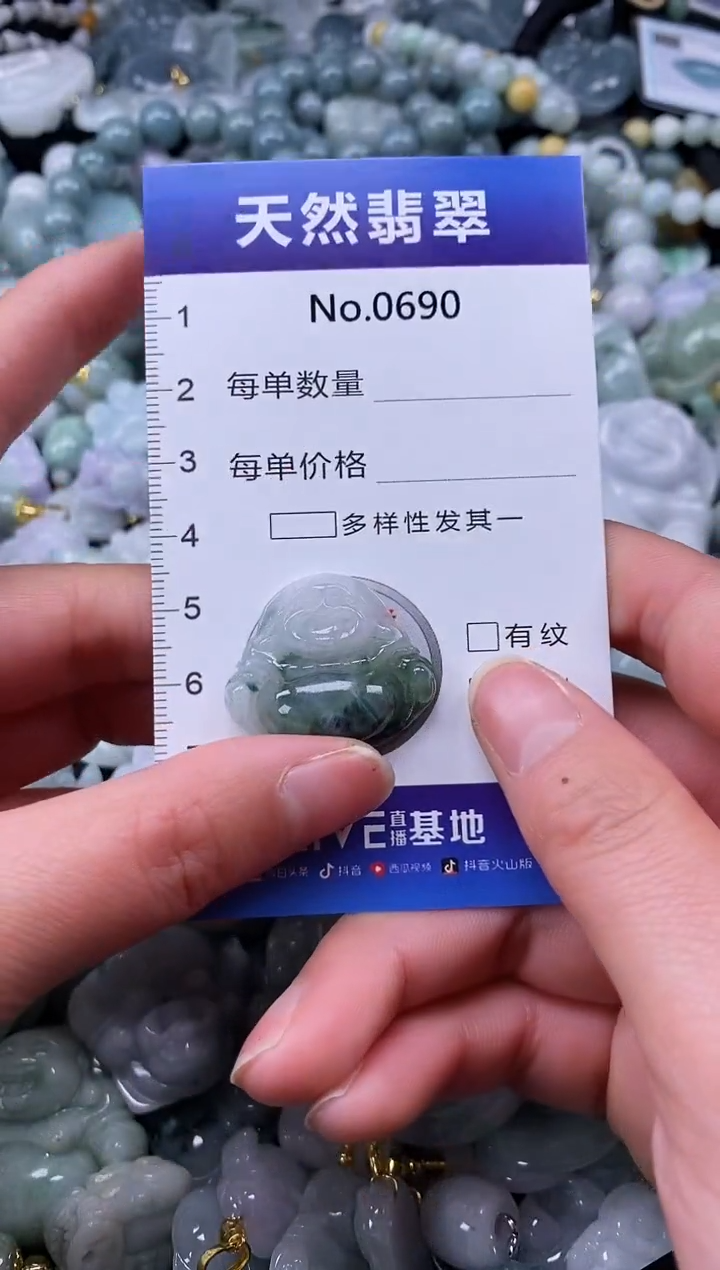 天然翡翠
No.0690
1
2
3
4
5
6
每单数量
每单价格
多样性发其一
有纹
直播基地
抖音 西瓜视频 抖音火山版